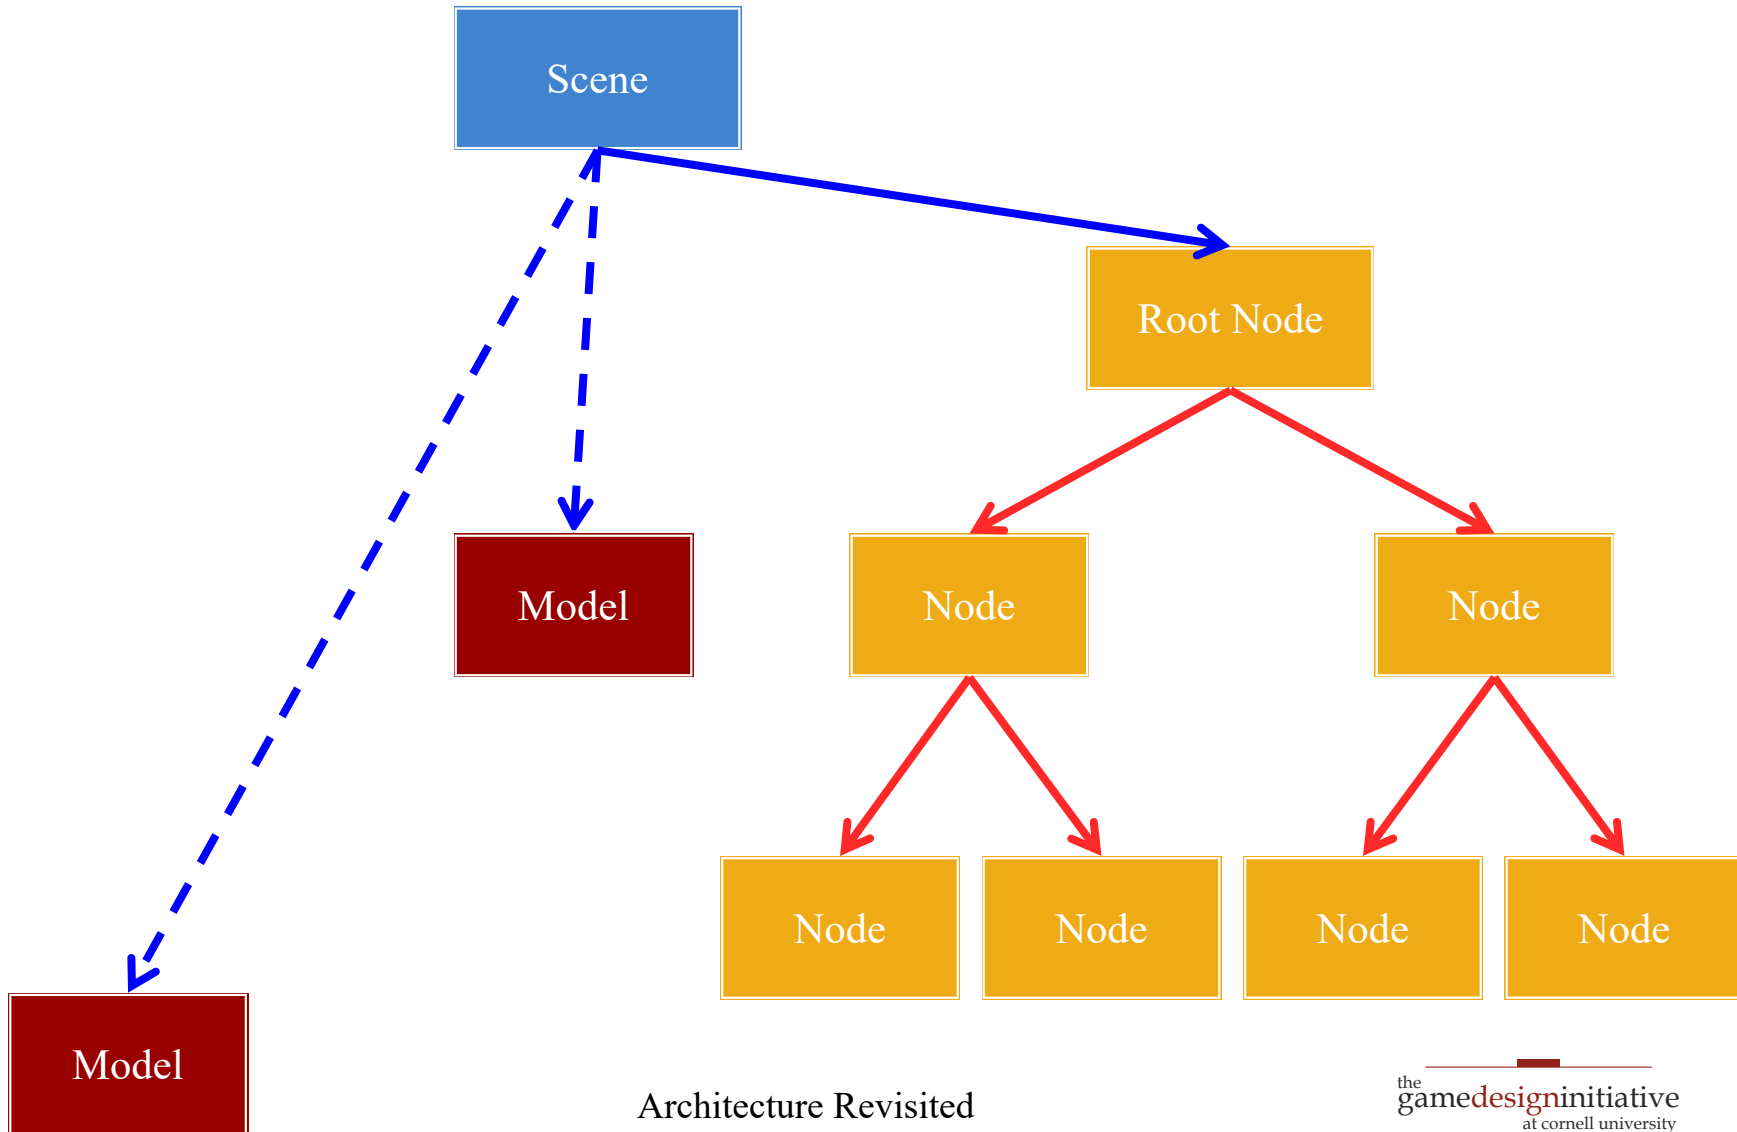 Scene
Root Node
Model
Node
Node
Node
Node
Node
Node
Model
Architecture Revisited
the
gamedesigninitiative
at cornell university